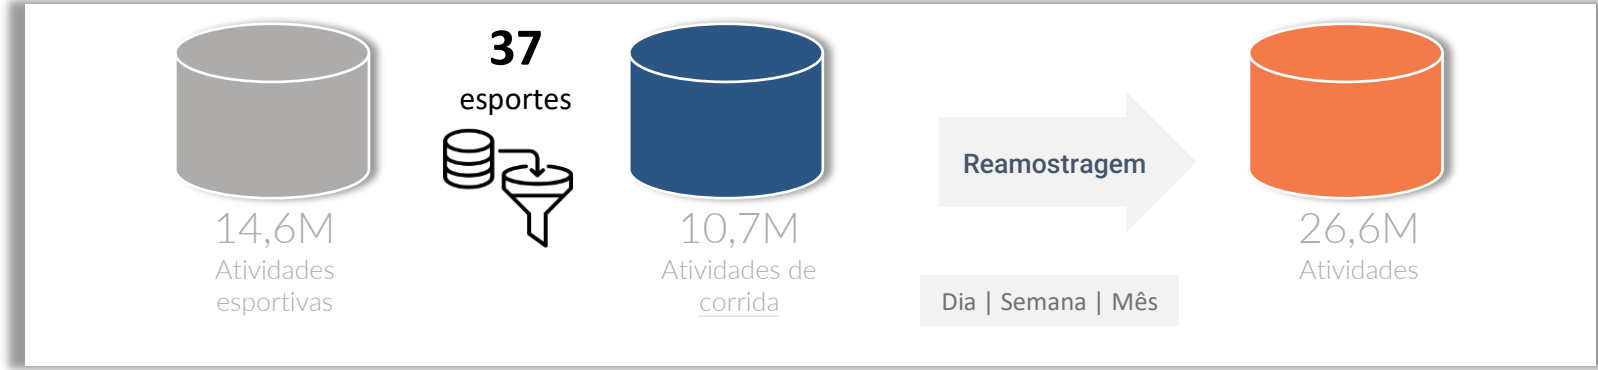 14,6M
Atividades
esportivas
37
esportes
10,7M
Atividades de
corrida
Reamostragem
Dia | Semana | Mês
26,6M
Atividades